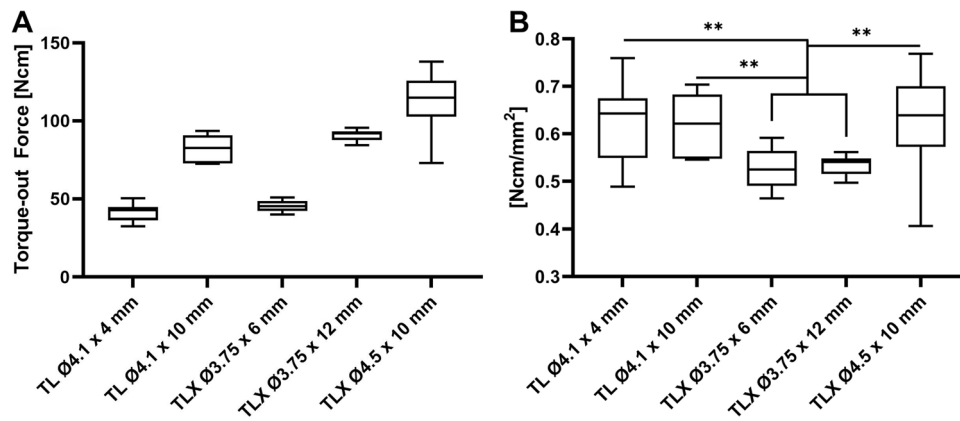 A
Torque-out Force [Ncm]
150
100
50
0
TL Ø4.1 x 4 mm
TL Ø4.1 x 10 mm
TLX Ø3.75 x 6 mm
TLX Ø3.75 x 12 mm
TLX Ø4.5 x 10 mm
B
[Ncm/mm²]
0.8
0.7
0.6
0.5
0.4
0.3
**
**
**
TL Ø4.1 x 4 mm
TL Ø4.1 x 10 mm
TLX Ø3.75 x 6 mm
TLX Ø3.75 x 12 mm
TLX Ø4.5 x 10 mm